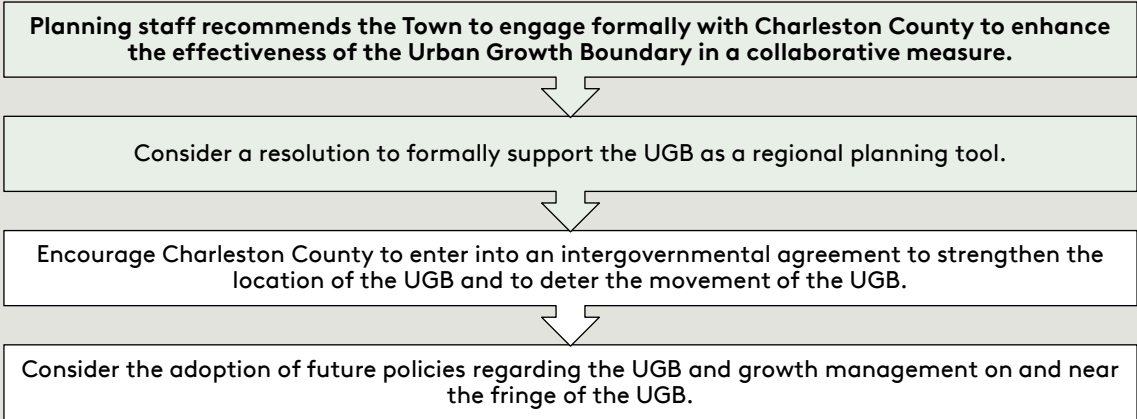 Planning staff recommends the Town to engage formally with Charleston County to enhance
the effectiveness of the Urban Growth Boundary in a collaborative measure.
Consider a resolution to formally support the UGB as a regional planning tool.
Encourage Charleston County to enter into an intergovernmental agreement to strengthen the
location of the UGB and to deter the movement of the UGB.
Consider the adoption of future policies regarding the UGB and growth management on and near
the fringe of the UGB.